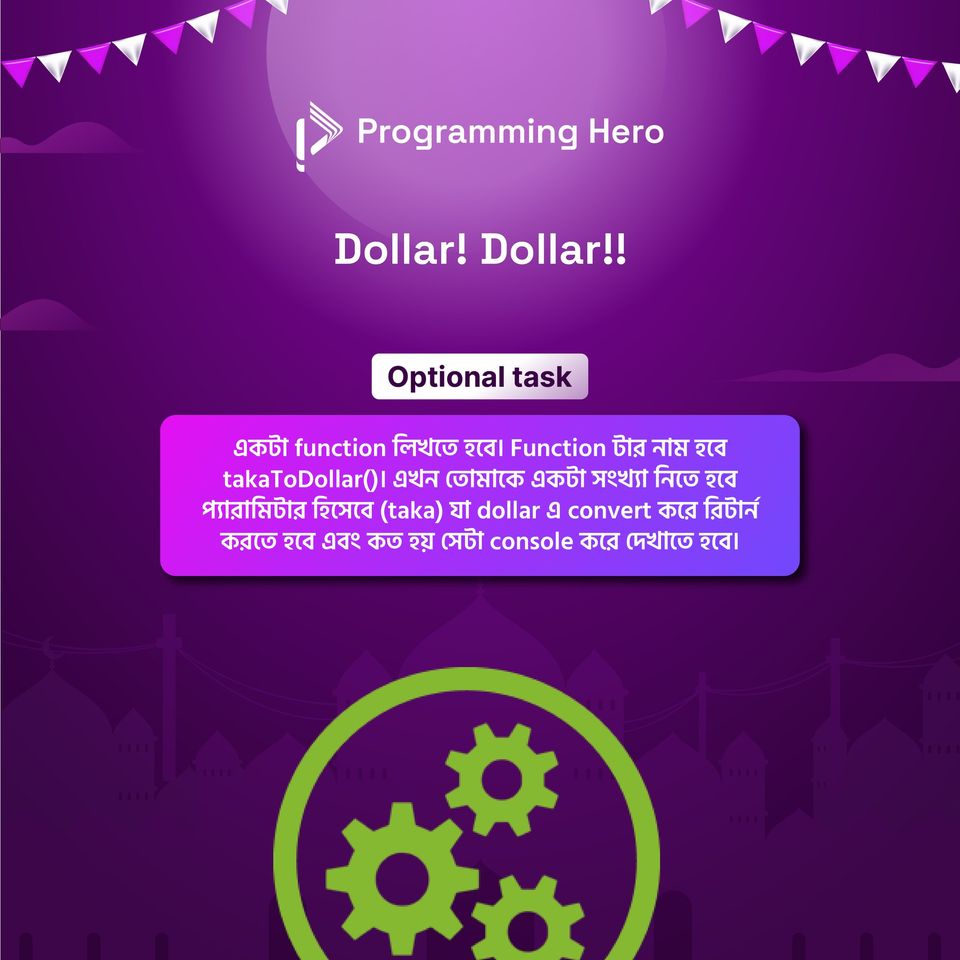 Programming Hero
Dollar! Dollar!!
Optional task
একটা function লিখতে হবে। Function টার নাম হবে
takaToDollar()। এখন তোমাকে একটা সংখ্যা নিতে হবে
প্যারামিটার হিসেবে (taka) যা dollar এ convert করে রিটার্ন
করতে হবে এবং কত হয় সেটা console করে দেখাতে হবে।